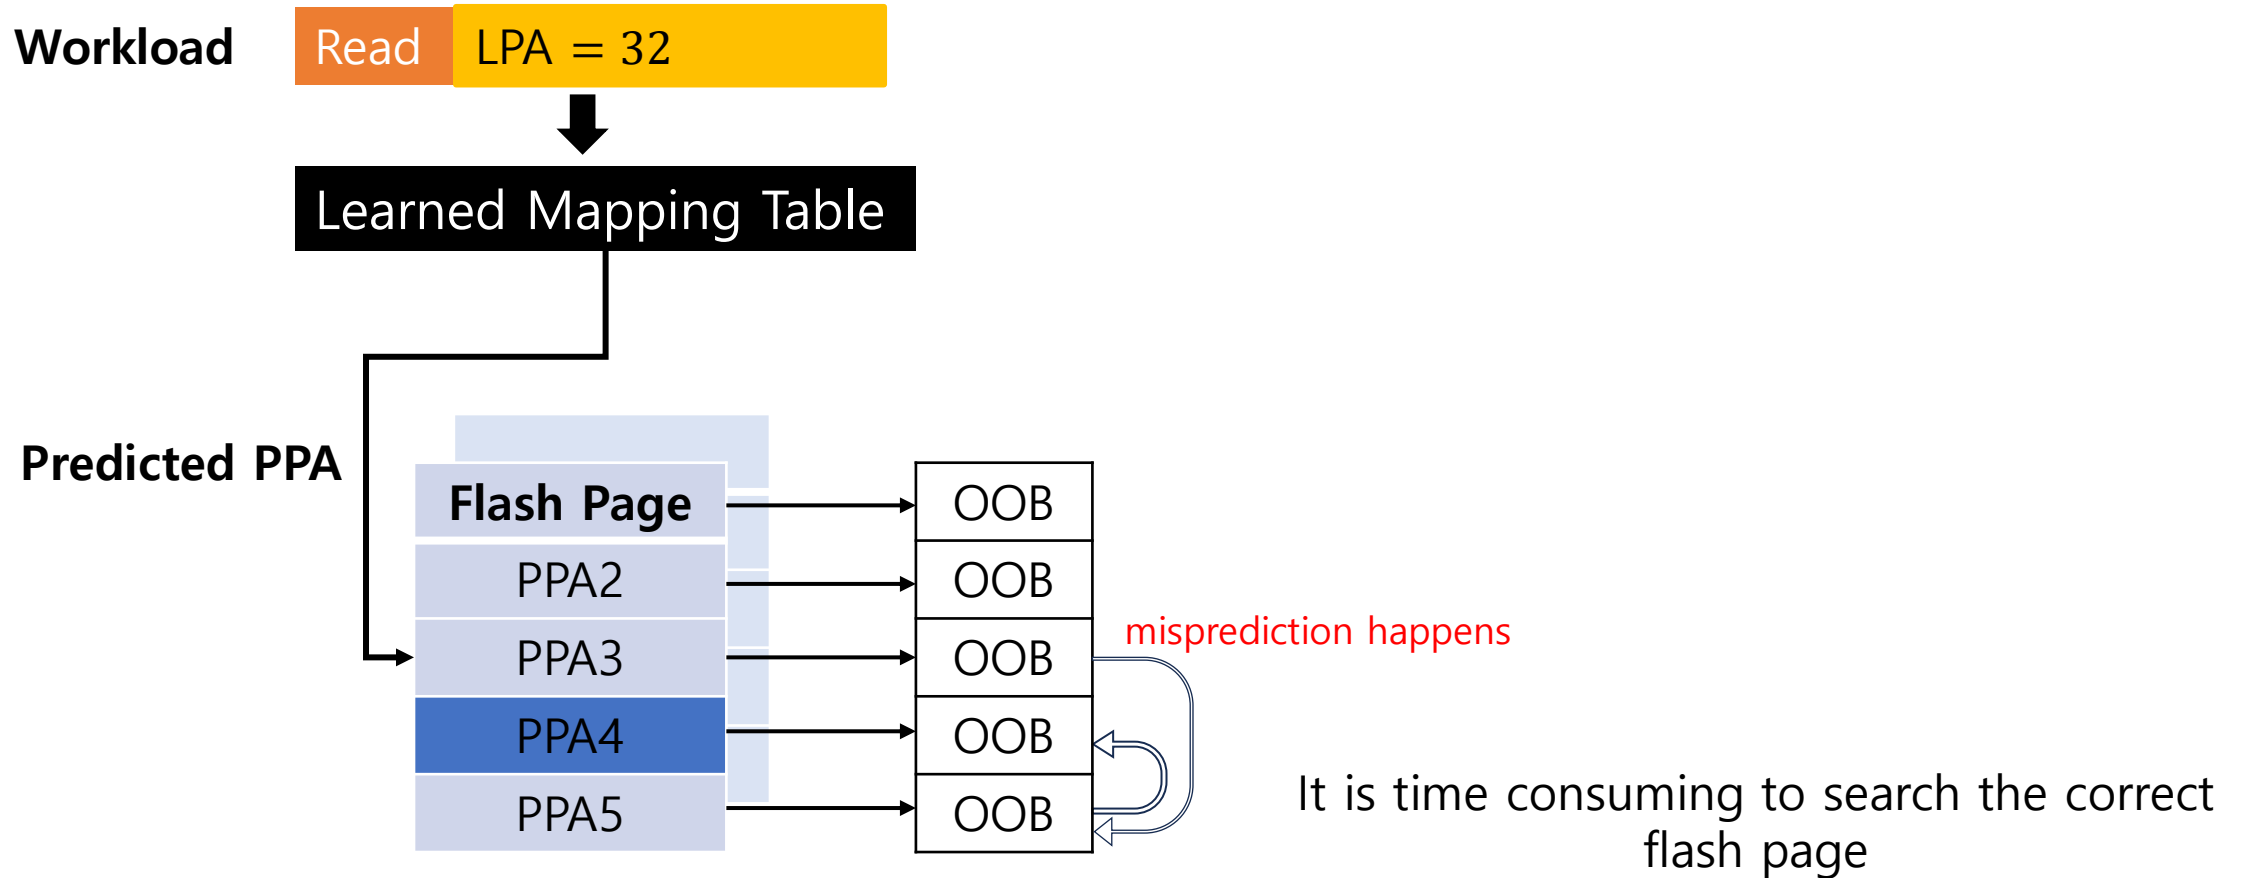 Workload
Read
LPA = 32
Learned Mapping Table
Predicted PPA
Flash Page
OOB
PPA2
OOB
misprediction happens
PPA3
OOB
PPA4
OOB
PPA5
OOB
It is time consuming to search the correct
flash page